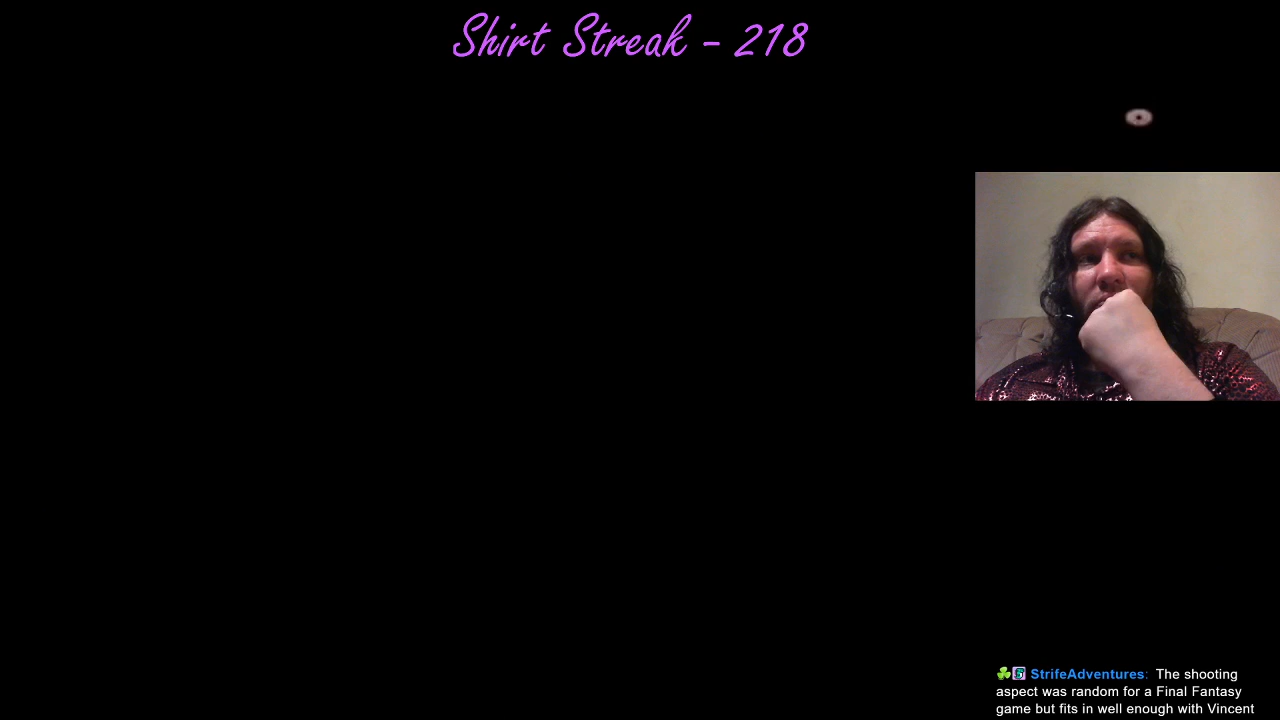 Shirt Streak - 218
StrifeAdventures: The shooting
aspect was random for a Final Fantasy
game but fits in well enough with Vincent